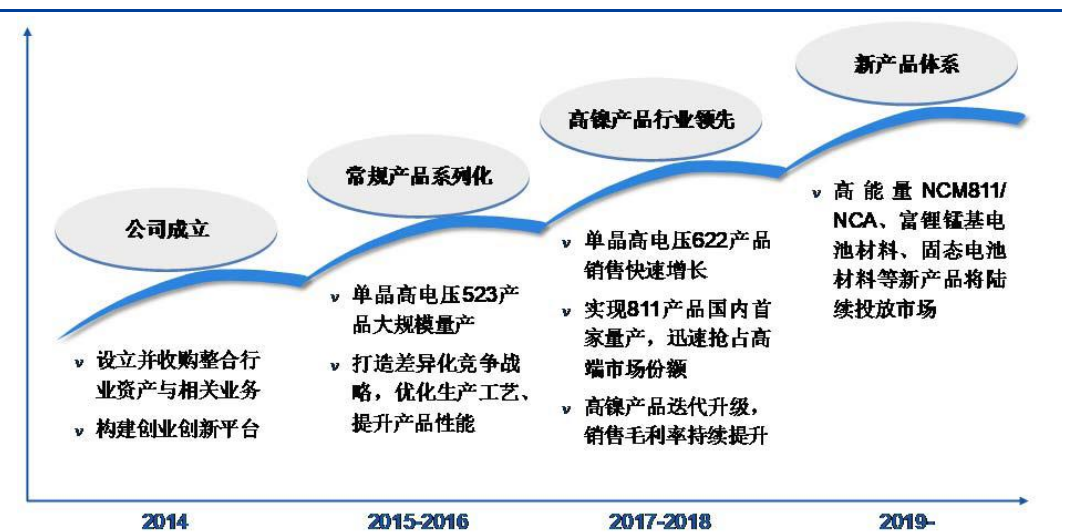 公司成立
v 设立并收购整合行
业资产与相关业务
v 构建创业创新平台
2014
常规产品系列化
v 单晶高电压523产
品大规模量产
v 打造差异化竞争战
略，优化生产工艺、
提升产品性能
2015-2016
高镍产品行业领先
v 单晶高电压622产品
销售快速增长
v 实现811产品国内首
家量产，迅速抢占高
端市场份额
v 高镍产品迭代升级，
销售毛利率持续提升
2017-2018
新产品体系
v 高能量NCM811/
NCA、富锂锰基电
池材料、固态电池
材料等新产品将陆
续投放市场
2019-